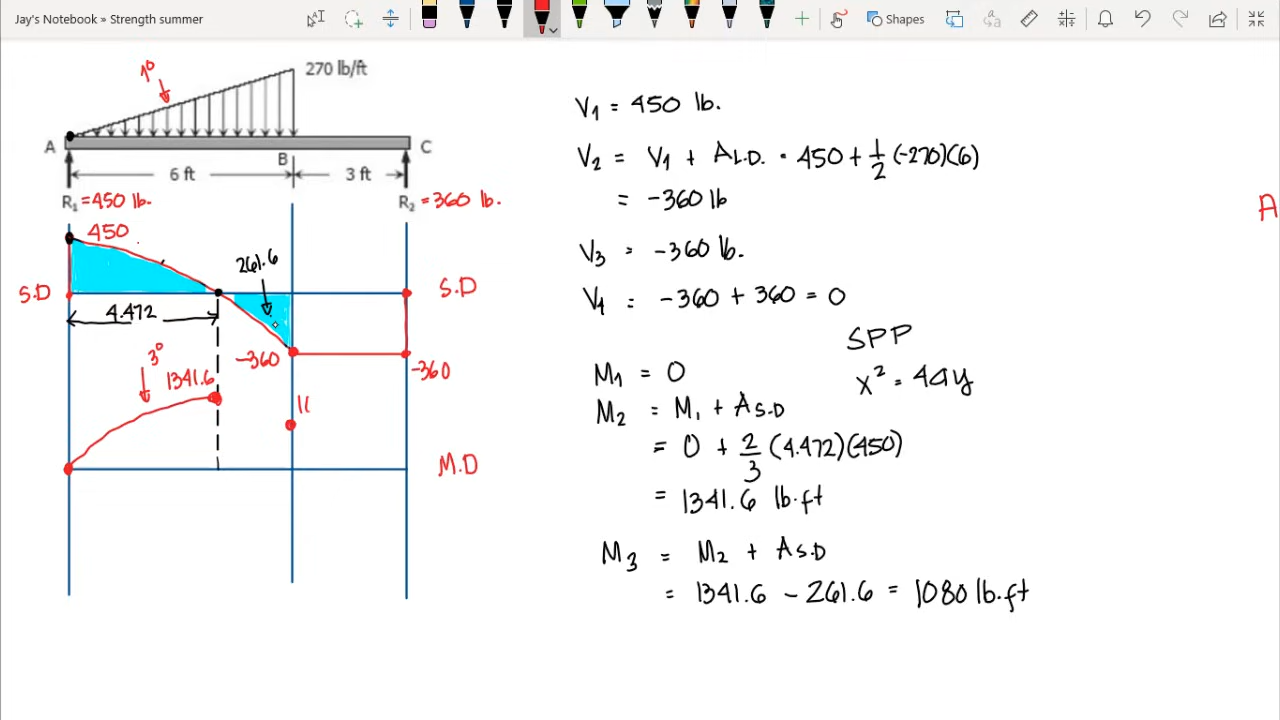 Jay's Notebook » Strength summer
Shapes
1°
270 lb/ft
A
B
C
6 ft
3 ft
R₁ =450 lb.
R₂ =360 lb.
450
261.6
S.D
S.D
4.472
-360
-360
3°
1341.6
M.D
V₁ = 450 lb.
V₂ = V₁ + AL.D. = 450 + 1/2 (-270)(6)
= -360 lb
V₃ = -360 lb.
V₄ = -360 + 360 = 0
SPP
x² = 4ay
M₁ = 0
M₂ = M₁ + AS.D
= 0 + 2/3 (4.472)(450)
= 1341.6 lb.ft
M₃ = M₂ + AS.D
= 1341.6 - 261.6 = 1080 lb.ft
A